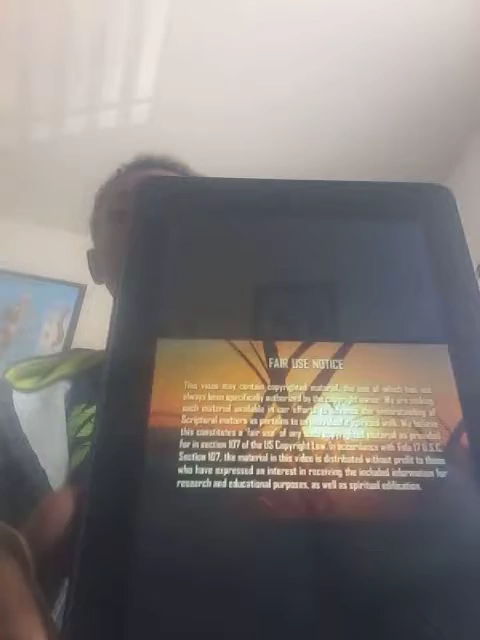 FAIR USE NOTICE
This video may contain copyrighted material, the use of which has not
always been specifically authorized by the copyright owner. We are making
such material available in our efforts to advance the understanding of
Scriptural matters as pertains to
this constitutes a 'fair use' of any such copyrighted material as provided
for in section 107 of the US Copyright Law. In accordance with Title 17 U.S.C.
Section 107, the material in this video is distributed without profit to those
who have expressed an interest in receiving the included information for
research and educational purposes, as well as spiritual edification.